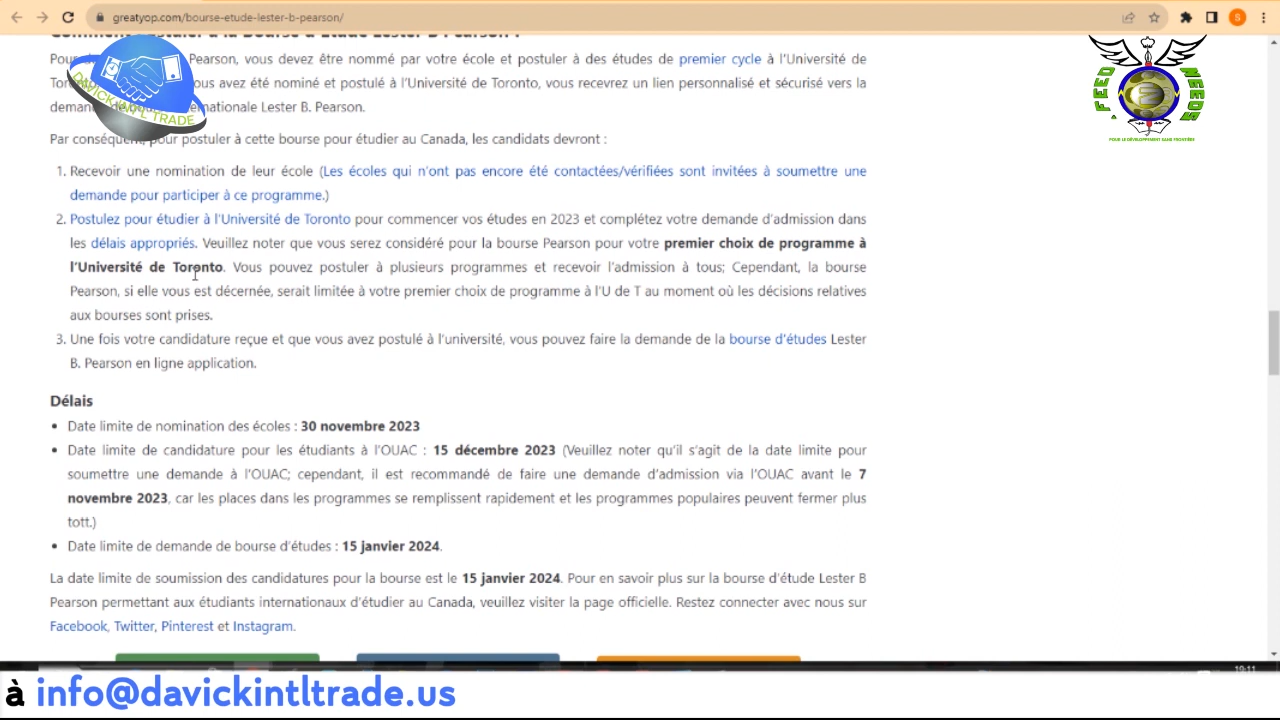 greatyop.com/bourse-etude-lester-b-pearson/
S
Comment Postuler à la Bourse d'Etude Lester B Pearson ?
Pour Pearson, vous devez être nommé par votre école et postuler à des études de premier cycle à l'Université de
Toronto. vous avez été nominé et postulé à l'Université de Toronto, vous recevrez un lien personnalisé et sécurisé vers la
demande internationale Lester B. Pearson.
Par conséquent, pour postuler à cette bourse pour étudier au Canada, les candidats devront :
1. Recevoir une nomination de leur école (Les écoles qui n'ont pas encore été contactées/vérifiées sont invitées à soumettre une
demande pour participer à ce programme.)
2. Postulez pour étudier à l'Université de Toronto pour commencer vos études en 2023 et complétez votre demande d'admission dans
les délais appropriés. Veuillez noter que vous serez considéré pour la bourse Pearson pour votre premier choix de programme à
l'Université de Toronto. Vous pouvez postuler à plusieurs programmes et recevoir l'admission à tous; Cependant, la bourse
Pearson, si elle vous est décernée, serait limitée à votre premier choix de programme à l'U de T au moment où les décisions relatives
aux bourses sont prises.
3. Une fois votre candidature reçue et que vous avez postulé à l'université, vous pouvez faire la demande de la bourse d'études Lester
B. Pearson en ligne application.
Délais
• Date limite de nomination des écoles : 30 novembre 2023
• Date limite de candidature pour les étudiants à l'OUAC : 15 décembre 2023 (Veuillez noter qu'il s'agit de la date limite pour
soumettre une demande à l'OUAC; cependant, il est recommandé de faire une demande d'admission via l'OUAC avant le 7
novembre 2023, car les places dans les programmes se remplissent rapidement et les programmes populaires peuvent fermer plus
tott.)
• Date limite de demande de bourse d'études : 15 janvier 2024.
La date limite de soumission des candidatures pour la bourse est le 15 janvier 2024. Pour en savoir plus sur la bourse d'étude Lester B
Pearson permettant aux étudiants internationaux d'étudier au Canada, veuillez visiter la page officielle. Restez connecter avec nous sur
Facebook, Twitter, Pinterest et Instagram.
DAVICK INT'L TRADE
FEED NEEDS
POUR LE DÉVELOPPEMENT SANS FRONTIÈRE
19:11
à info@davickintltrade.us